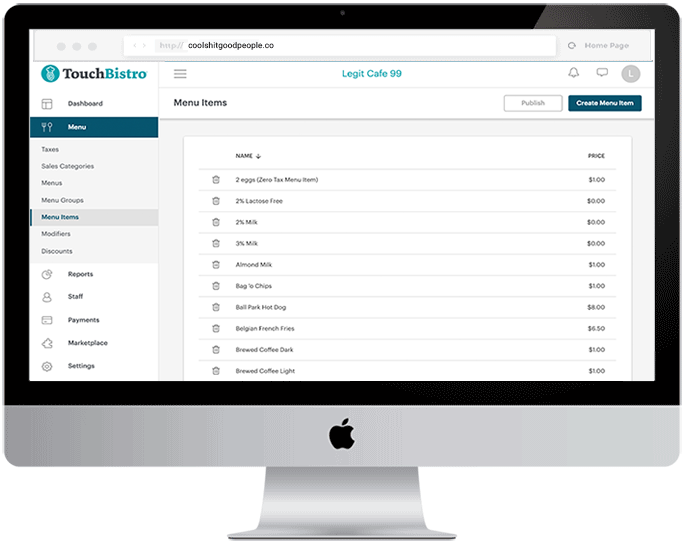 http:// coolshitgoodpeople.co
Home Page
TouchBistro
Legit Cafe 99
L
Dashboard
Menu Items
Publish
Create Menu Item
Menu
Taxes
Sales Categories
Menus
Menu Groups
Menu Items
Modifiers
Discounts
Reports
Staff
Payments
Marketplace
Settings
NAME ↓ PRICE
2 eggs (Zero Tax Menu Item) $1.00
2% Lactose Free $0.00
2% Milk $0.00
3% Milk $0.00
Almond Milk $1.00
Bag 'o Chips $1.00
Ball Park Hot Dog $8.00
Belgian French Fries $6.50
Brewed Coffee Dark $1.00
Brewed Coffee Light $1.00